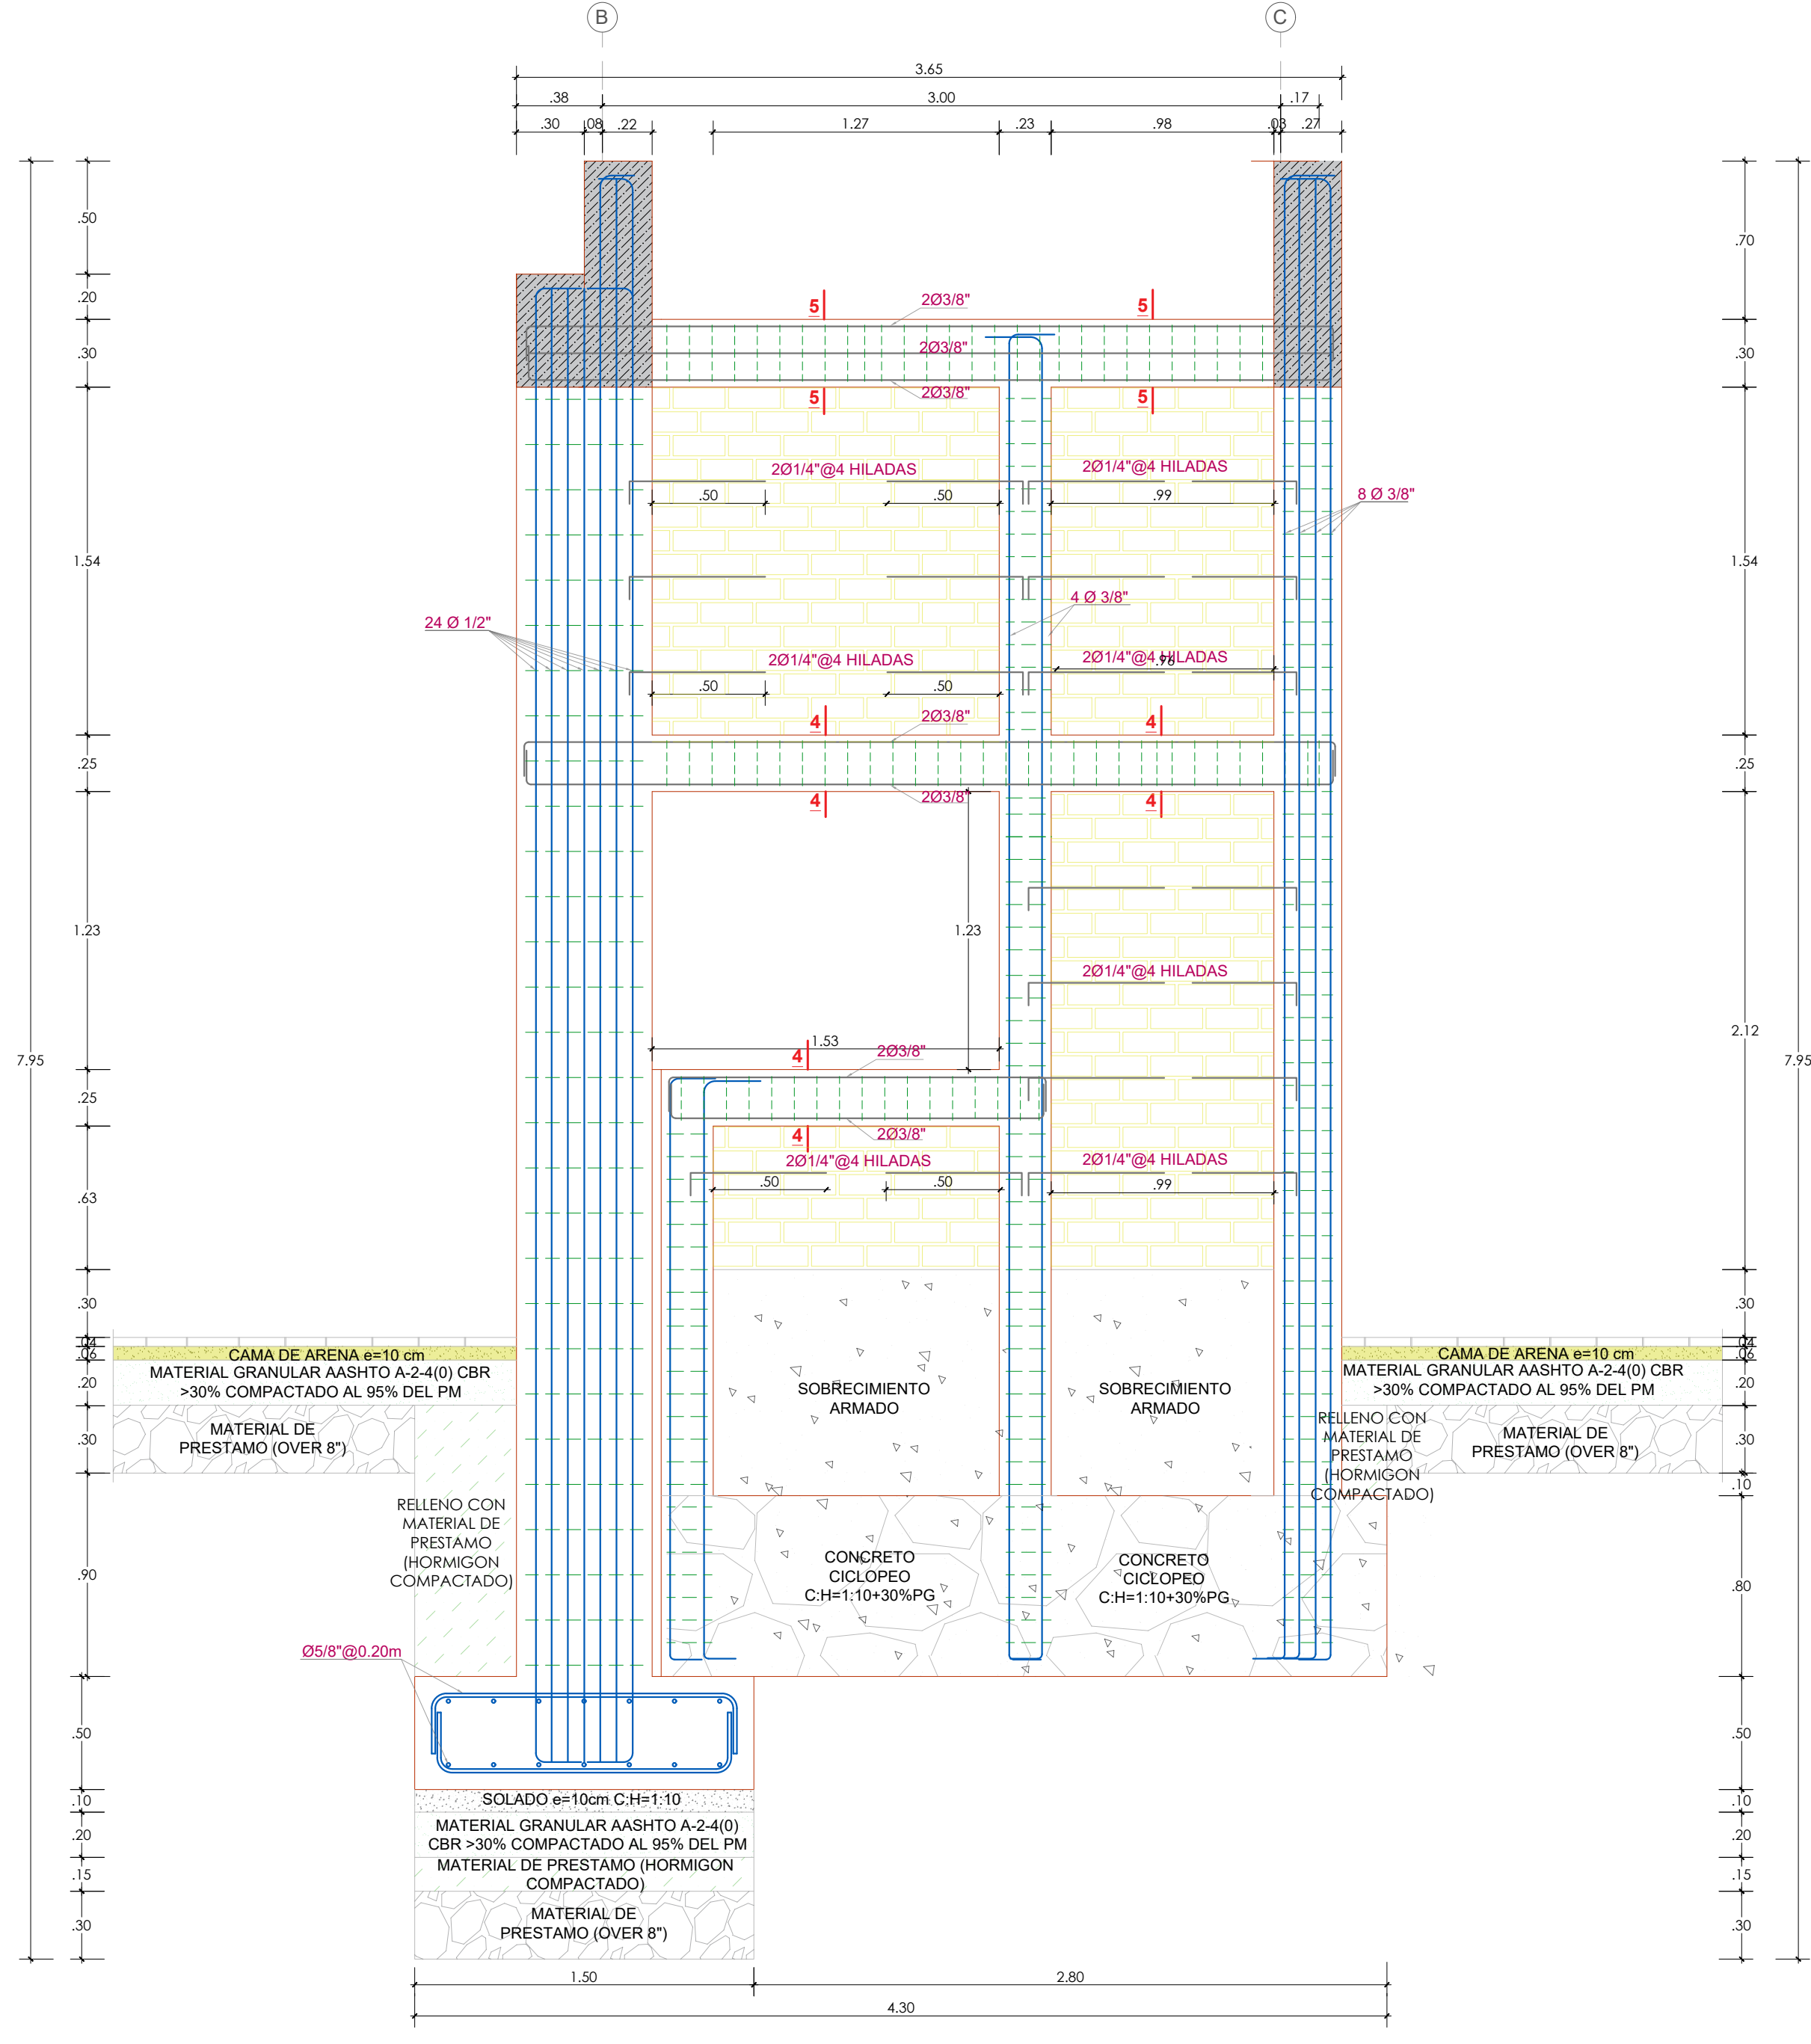 B
C
3.65
.38
3.00
.17
.30
.08
.22
1.27
.23
.98
.03
.27
.50
.70
.20
5
2Ø3/8"
5
.30
2Ø3/8"
.30
5
2Ø3/8"
5
2Ø1/4"@4 HILADAS
2Ø1/4"@4 HILADAS
.50
.50
.99
8 Ø 3/8"
1.54
1.54
4 Ø 3/8"
24 Ø 1/2"
2Ø1/4"@4 HILADAS
2Ø1/4"@4 HILADAS
.96
.50
.50
4
2Ø3/8"
4
.25
.25
4
2Ø3/8"
4
1.23
1.23
2Ø1/4"@4 HILADAS
2.12
1.53
4
2Ø3/8"
7.95
7.95
.25
4
2Ø3/8"
2Ø1/4"@4 HILADAS
2Ø1/4"@4 HILADAS
.50
.50
.99
.63
.30
.30
.04
.04
.06
CAMA DE ARENA e=10 cm
CAMA DE ARENA e=10 cm
.06
.20
MATERIAL GRANULAR AASHTO A-2-4(0) CBR
>30% COMPACTADO AL 95% DEL PM
MATERIAL GRANULAR AASHTO A-2-4(0) CBR
>30% COMPACTADO AL 95% DEL PM
.20
SOBRECIMIENTO
ARMADO
SOBRECIMIENTO
ARMADO
.30
MATERIAL DE
PRESTAMO (OVER 8")
RELLENO CON
MATERIAL DE
PRESTAMO
(HORMIGON
COMPACTADO)
MATERIAL DE
PRESTAMO (OVER 8")
.30
.10
RELLENO CON
MATERIAL DE
PRESTAMO
(HORMIGON
COMPACTADO)
CONCRETO
CICLOPEO
C:H=1:10+30%PG
CONCRETO
CICLOPEO
C:H=1:10+30%PG
.90
.80
Ø5/8"@0.20m
.50
.50
.10
SOLADO e=10cm C:H=1:10
.10
.20
MATERIAL GRANULAR AASHTO A-2-4(0)
CBR >30% COMPACTADO AL 95% DEL PM
.20
.15
MATERIAL DE PRESTAMO (HORMIGON
COMPACTADO)
.15
.30
MATERIAL DE
PRESTAMO (OVER 8")
.30
1.50
2.80
4.30